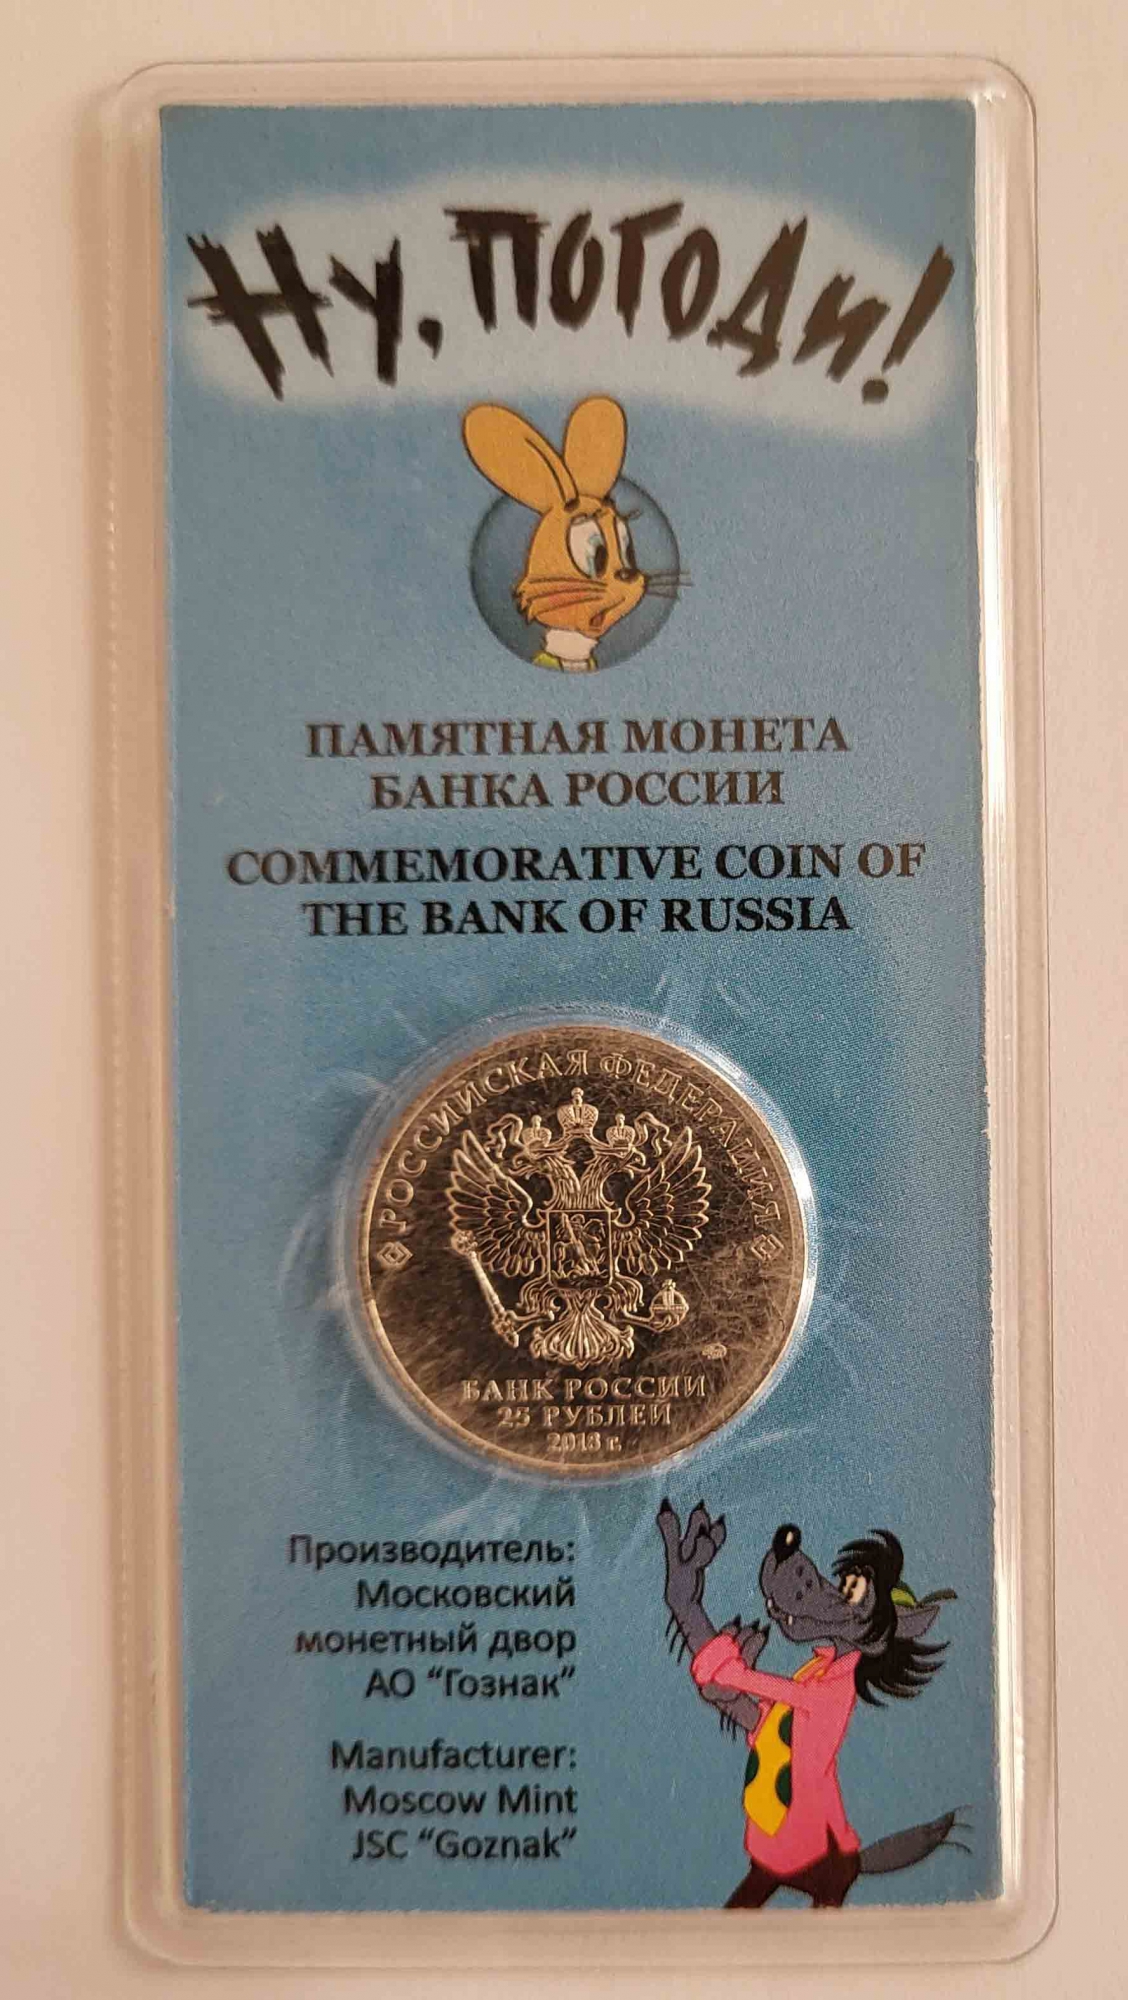 Ну, погоди!
ПАМЯТНАЯ МОНЕТА
БАНКА РОССИИ
COMMEMORATIVE COIN OF
THE BANK OF RUSSIA
РОССИЙСКАЯ ФЕДЕРАЦИЯ
БАНК РОССИИ
25 РУБЛЕЙ
2018 г.
Производитель:
Московский
монетный двор
АО "Гознак"
Manufacturer:
Moscow Mint
JSC "Goznak"